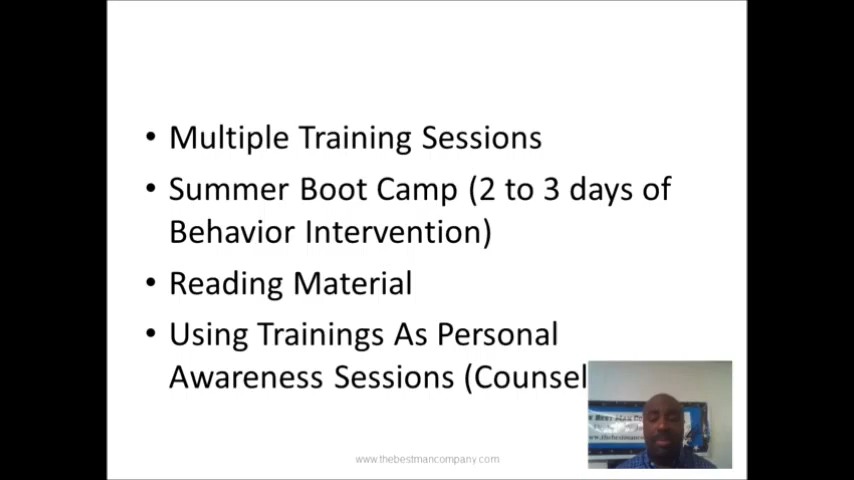 • Multiple Training Sessions
• Summer Boot Camp (2 to 3 days of
Behavior Intervention)
• Reading Material
• Using Trainings As Personal
Awareness Sessions (Counsel
www.thebestmancompany.com